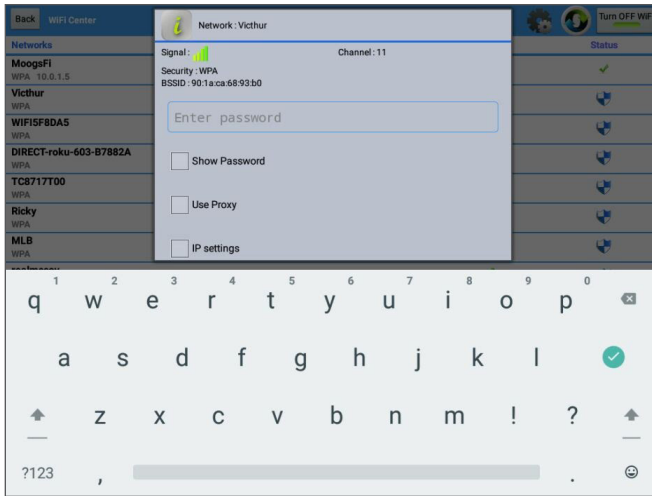 Back WiFi Center
Network : Victhur
Turn OFF WiF
Networks
Status
Signal :
Channel : 11
Security : WPA
BSSID : 90:1a:ca:68:93:b0
MoogsFi
WPA 10.0.1.5
Victhur
WPA
WIFI5F8DA5
WPA
DIRECT-roku-603-B7882A
WPA
TC8717T00
WPA
Ricky
WPA
MLB
WPA
Enter password
Show Password
Use Proxy
IP settings
1 2 3 4 5 6 7 8 9 0
q w e r t y u i o p
a s d f g h j k l
z x c v b n m ! ?
?123 , .